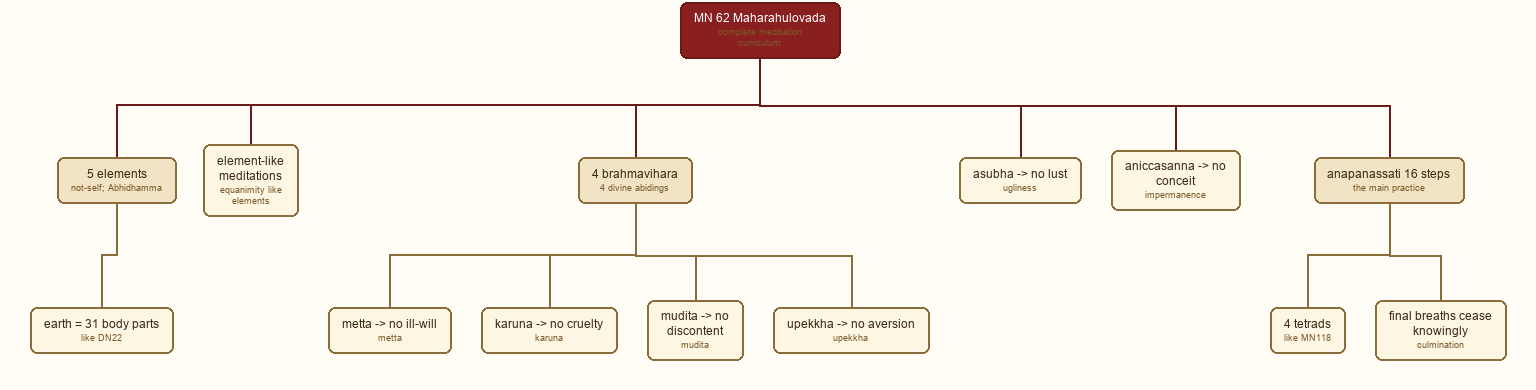 MN 62 Maharahulovada
complete meditation
curriculum
5 elements
not-self; Abhidhamma
element-like
meditations
equanimity like
elements
4 brahmavihara
4 divine abidings
asubha -> no lust
ugliness
aniccasanna -> no
conceit
impermanence
anapanassati 16 steps
the main practice
earth = 31 body parts
like DN22
metta -> no ill-will
metta
karuna -> no cruelty
karuna
mudita -> no
discontent
mudita
upekkha -> no aversion
upekkha
4 tetrads
like MN118
final breaths cease
knowingly
culmination